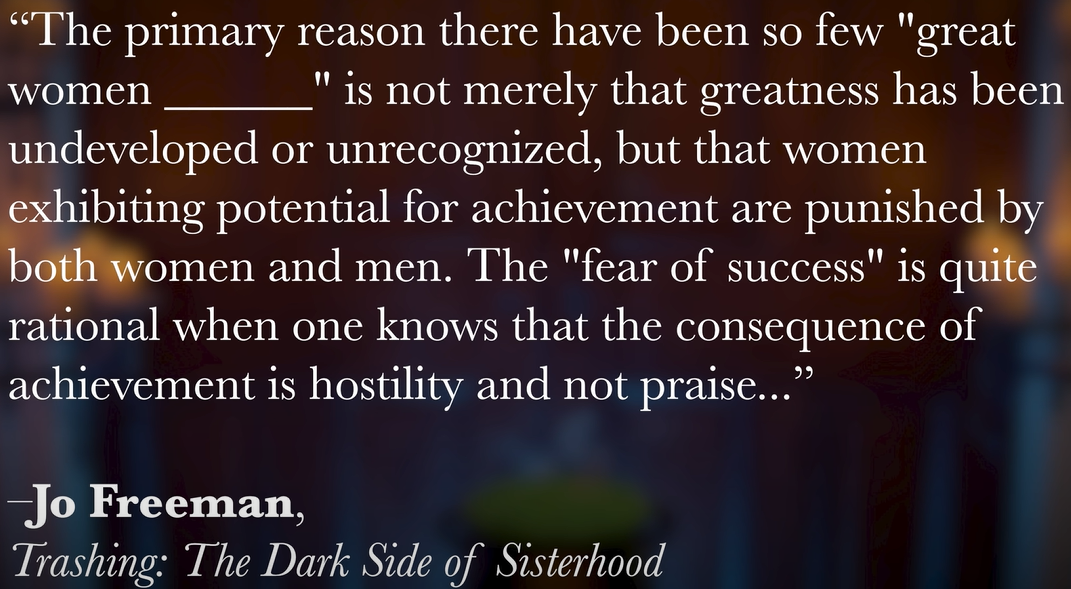 “The primary reason there have been so few "great
women ______" is not merely that greatness has been
undeveloped or unrecognized, but that women
exhibiting potential for achievement are punished by
both women and men. The "fear of success" is quite
rational when one knows that the consequence of
achievement is hostility and not praise...”
–Jo Freeman,
Trashing: The Dark Side of Sisterhood